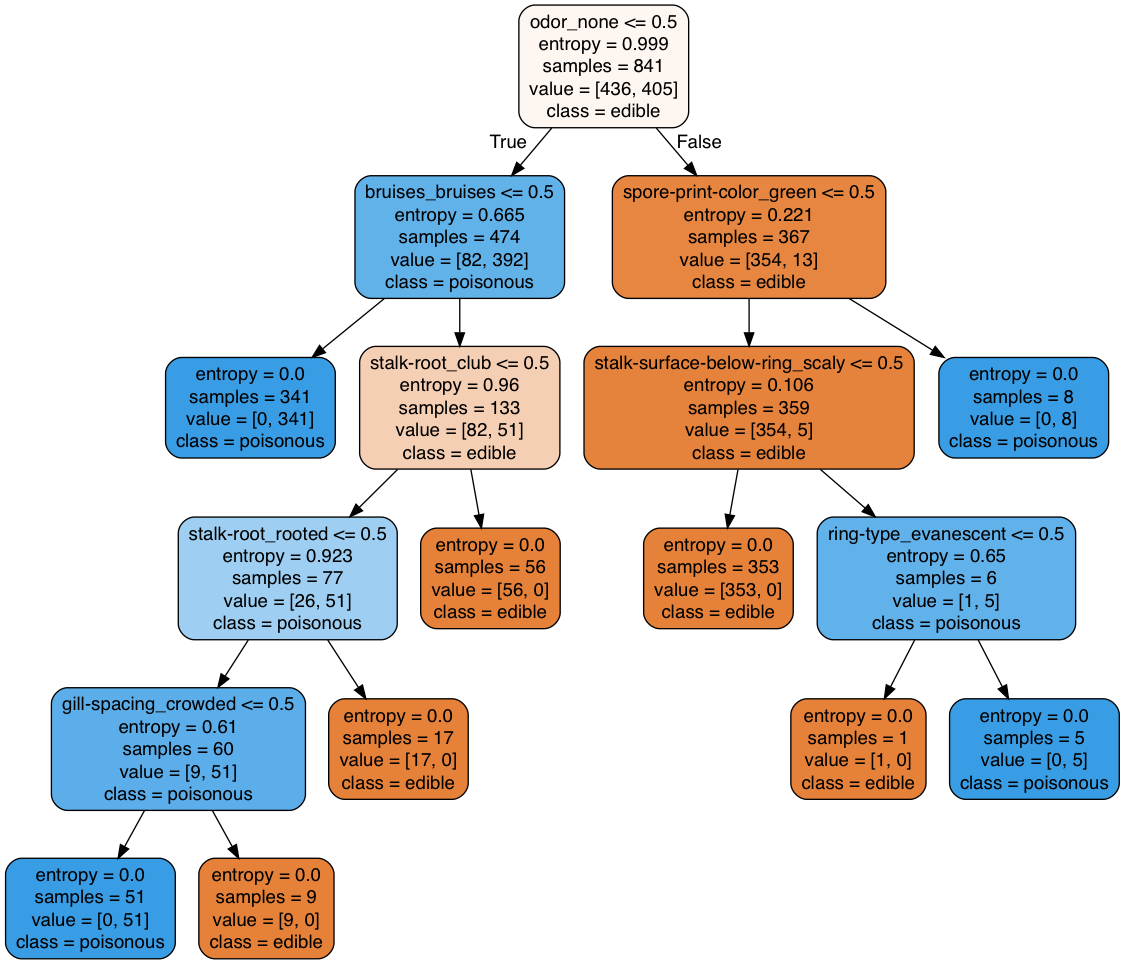 odor_none <= 0.5
entropy = 0.999
samples = 841
value = [436, 405]
class = edible
True
False
bruises_bruises <= 0.5
entropy = 0.665
samples = 474
value = [82, 392]
class = poisonous
spore-print-color_green <= 0.5
entropy = 0.221
samples = 367
value = [354, 13]
class = edible
entropy = 0.0
samples = 341
value = [0, 341]
class = poisonous
stalk-root_club <= 0.5
entropy = 0.96
samples = 133
value = [82, 51]
class = edible
stalk-surface-below-ring_scaly <= 0.5
entropy = 0.106
samples = 359
value = [354, 5]
class = edible
entropy = 0.0
samples = 8
value = [0, 8]
class = poisonous
stalk-root_rooted <= 0.5
entropy = 0.923
samples = 77
value = [26, 51]
class = poisonous
entropy = 0.0
samples = 56
value = [56, 0]
class = edible
entropy = 0.0
samples = 353
value = [353, 0]
class = edible
ring-type_evanescent <= 0.5
entropy = 0.65
samples = 6
value = [1, 5]
class = poisonous
gill-spacing_crowded <= 0.5
entropy = 0.61
samples = 60
value = [9, 51]
class = poisonous
entropy = 0.0
samples = 17
value = [17, 0]
class = edible
entropy = 0.0
samples = 1
value = [1, 0]
class = edible
entropy = 0.0
samples = 5
value = [0, 5]
class = poisonous
entropy = 0.0
samples = 51
value = [0, 51]
class = poisonous
entropy = 0.0
samples = 9
value = [9, 0]
class = edible